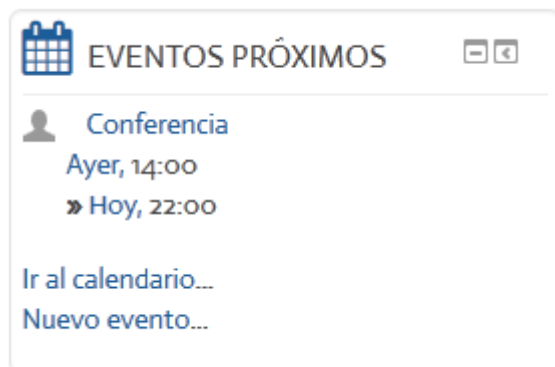 EVENTOS PRÓXIMOS
Conferencia
Ayer, 14:00
» Hoy, 22:00
Ir al calendario...
Nuevo evento...